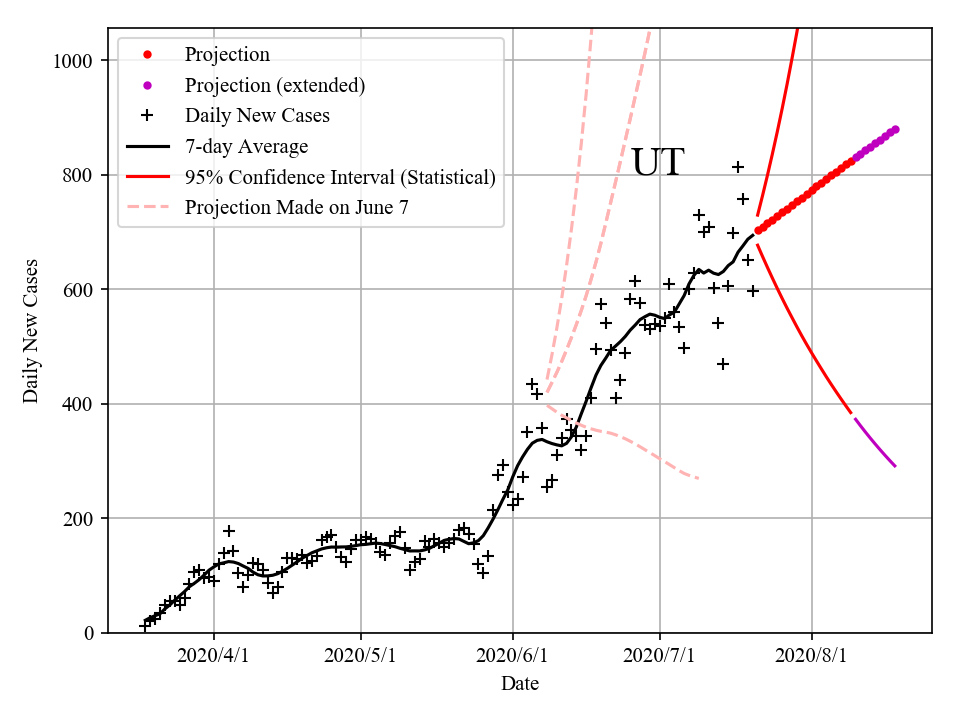 Projection
Projection (extended)
Daily New Cases
7-day Average
95% Confidence Interval (Statistical)
Projection Made on June 7
UT
Daily New Cases
1000
800
600
400
200
0
2020/4/1 2020/5/1 2020/6/1 2020/7/1 2020/8/1
Date